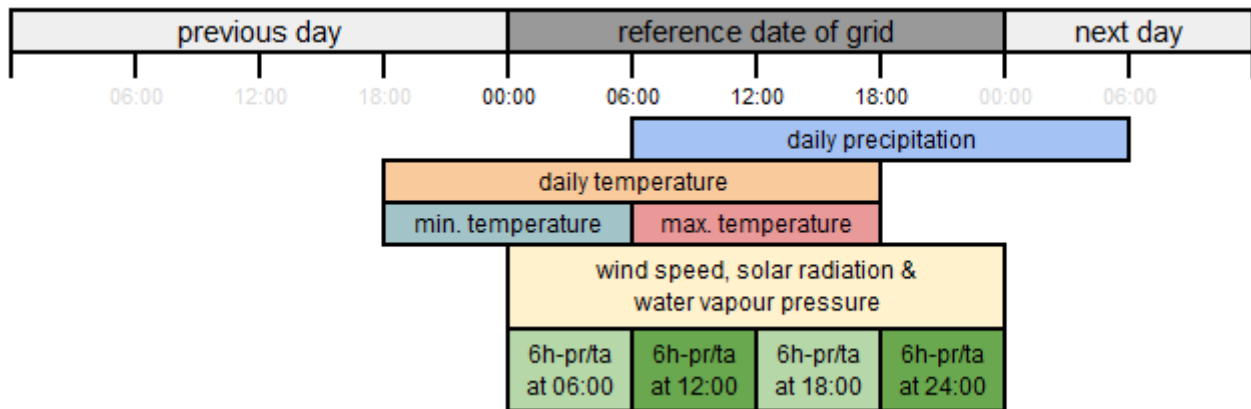 previous day reference date of grid next day
06:00 12:00 18:00 00:00 06:00 12:00 18:00 00:00 06:00
daily precipitation
daily temperature
min. temperature max. temperature
wind speed, solar radiation &
water vapour pressure
6h-pr/ta 6h-pr/ta 6h-pr/ta 6h-pr/ta
at 06:00 at 12:00 at 18:00 at 24:00